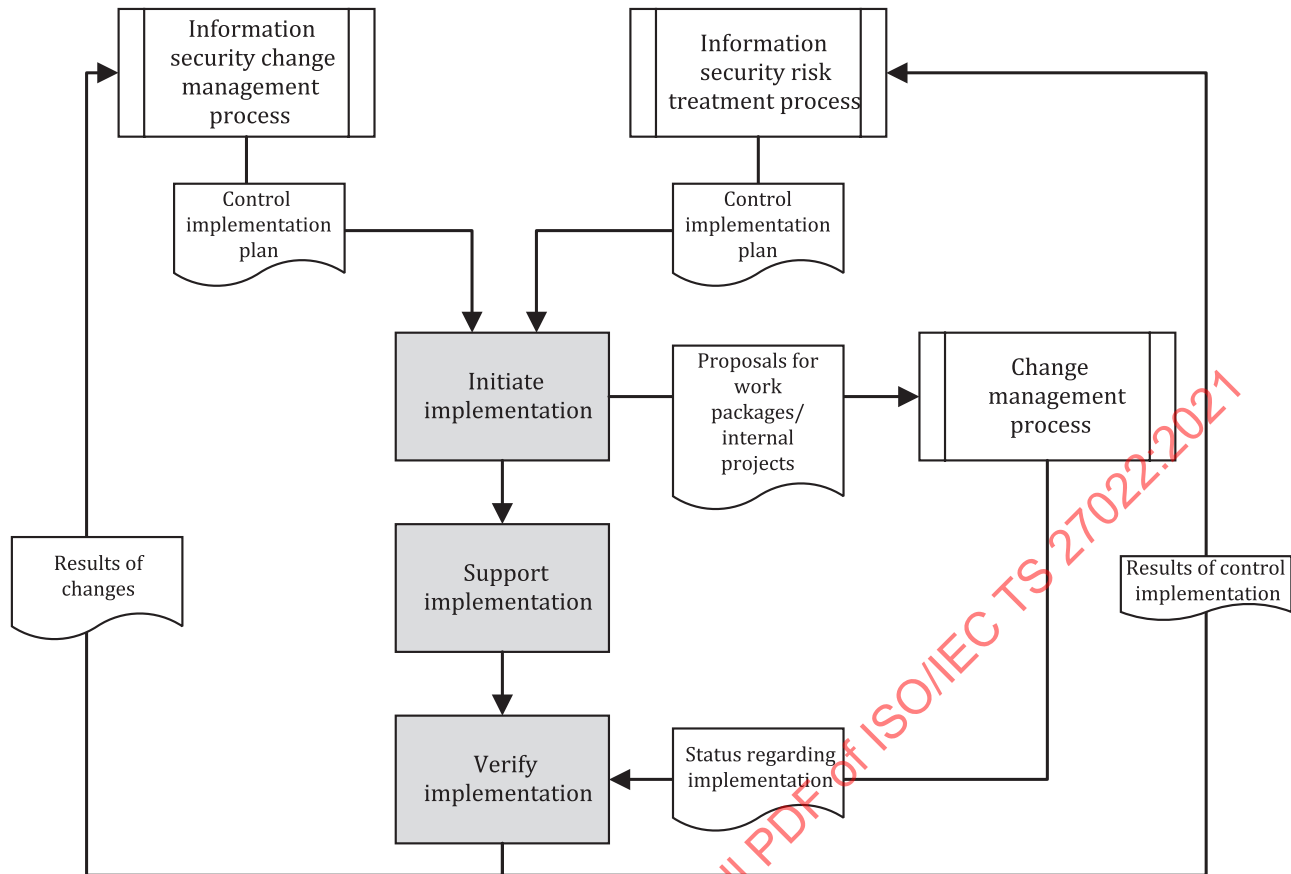 Information
security change
management
process
Information
security risk
treatment process
Control
implementation
plan
Control
implementation
plan
Initiate
implementation
Proposals for
work
packages/
internal
projects
Change
management
process
Support
implementation
Results of
changes
Results of control
implementation
Verify
implementation
Status regarding
implementation
PDF of ISO/IEC TS 27022:2021